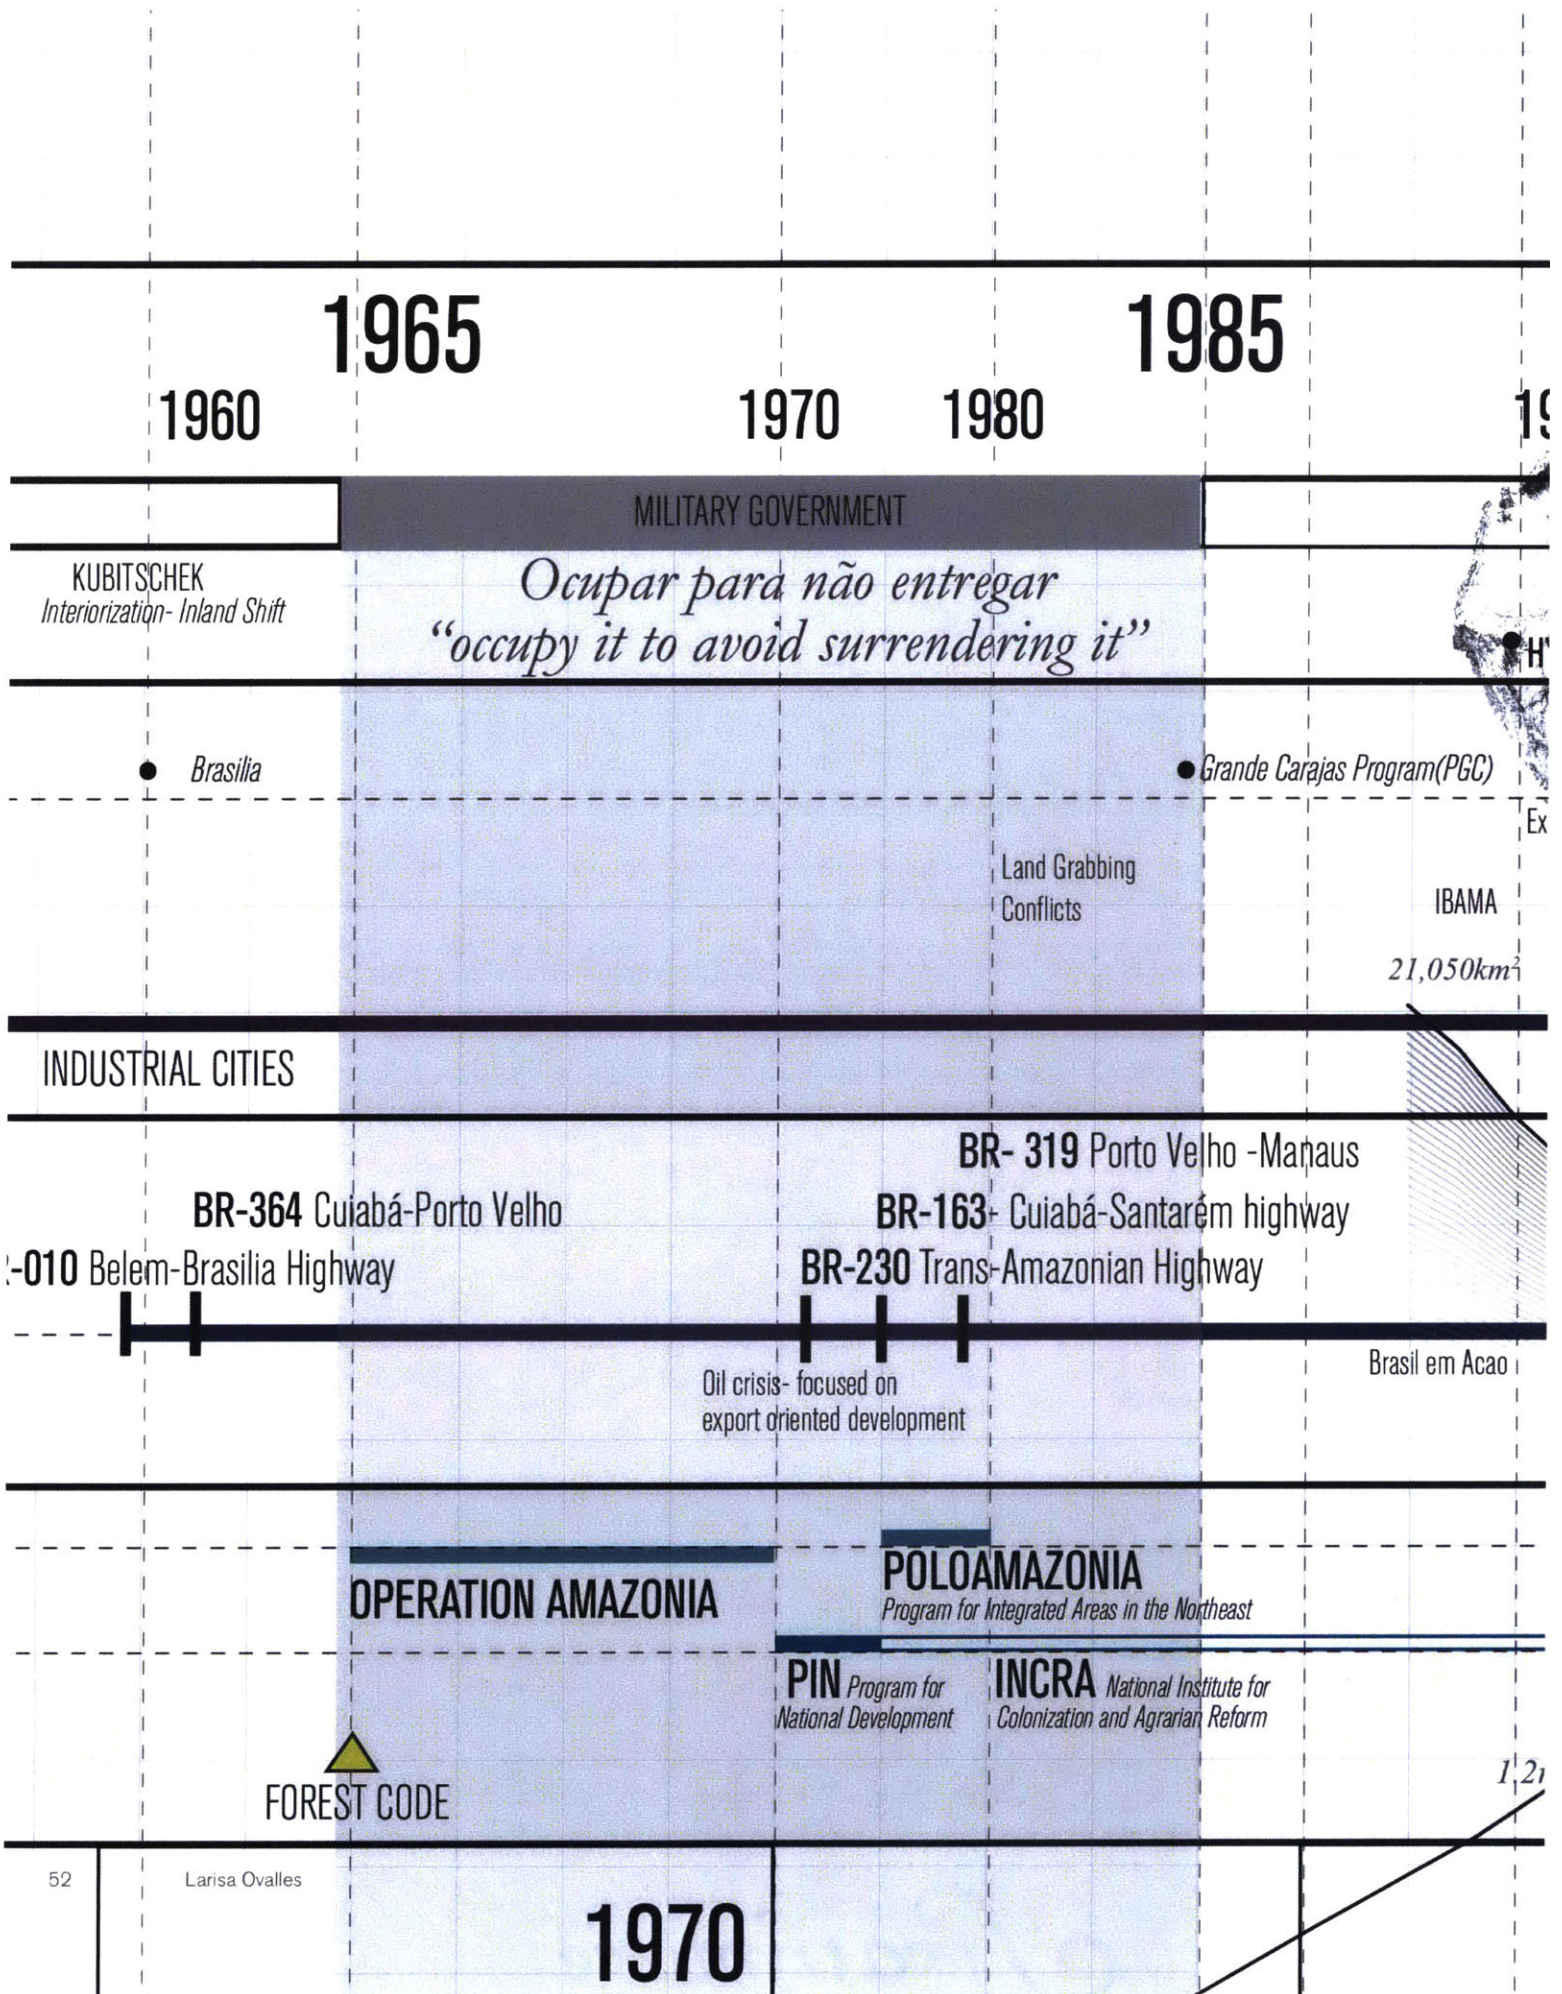 1965
1985
1960
1970
1980
MILITARY GOVERNMENT
KUBITSCHEK
Interiorization- Inland Shift
Ocupar para não entregar
“occupy it to avoid surrendering it”
Brasilia
Grande Carajas Program(PGC)
Land Grabbing
Conflicts
IBAMA
21,050km²
INDUSTRIAL CITIES
BR- 319 Porto Velho -Manaus
BR-364 Cuiabá-Porto Velho
BR-163- Cuiabá-Santarém highway
-010 Belem-Brasilia Highway
BR-230 Trans-Amazonian Highway
Oil crisis- focused on
export oriented development
Brasil em Acao
OPERATION AMAZONIA
POLOAMAZONIA
Program for Integrated Areas in the Northeast
PIN Program for
National Development
INCRA National Institute for
Colonization and Agrarian Reform
FOREST CODE
52
Larisa Ovalles
1970